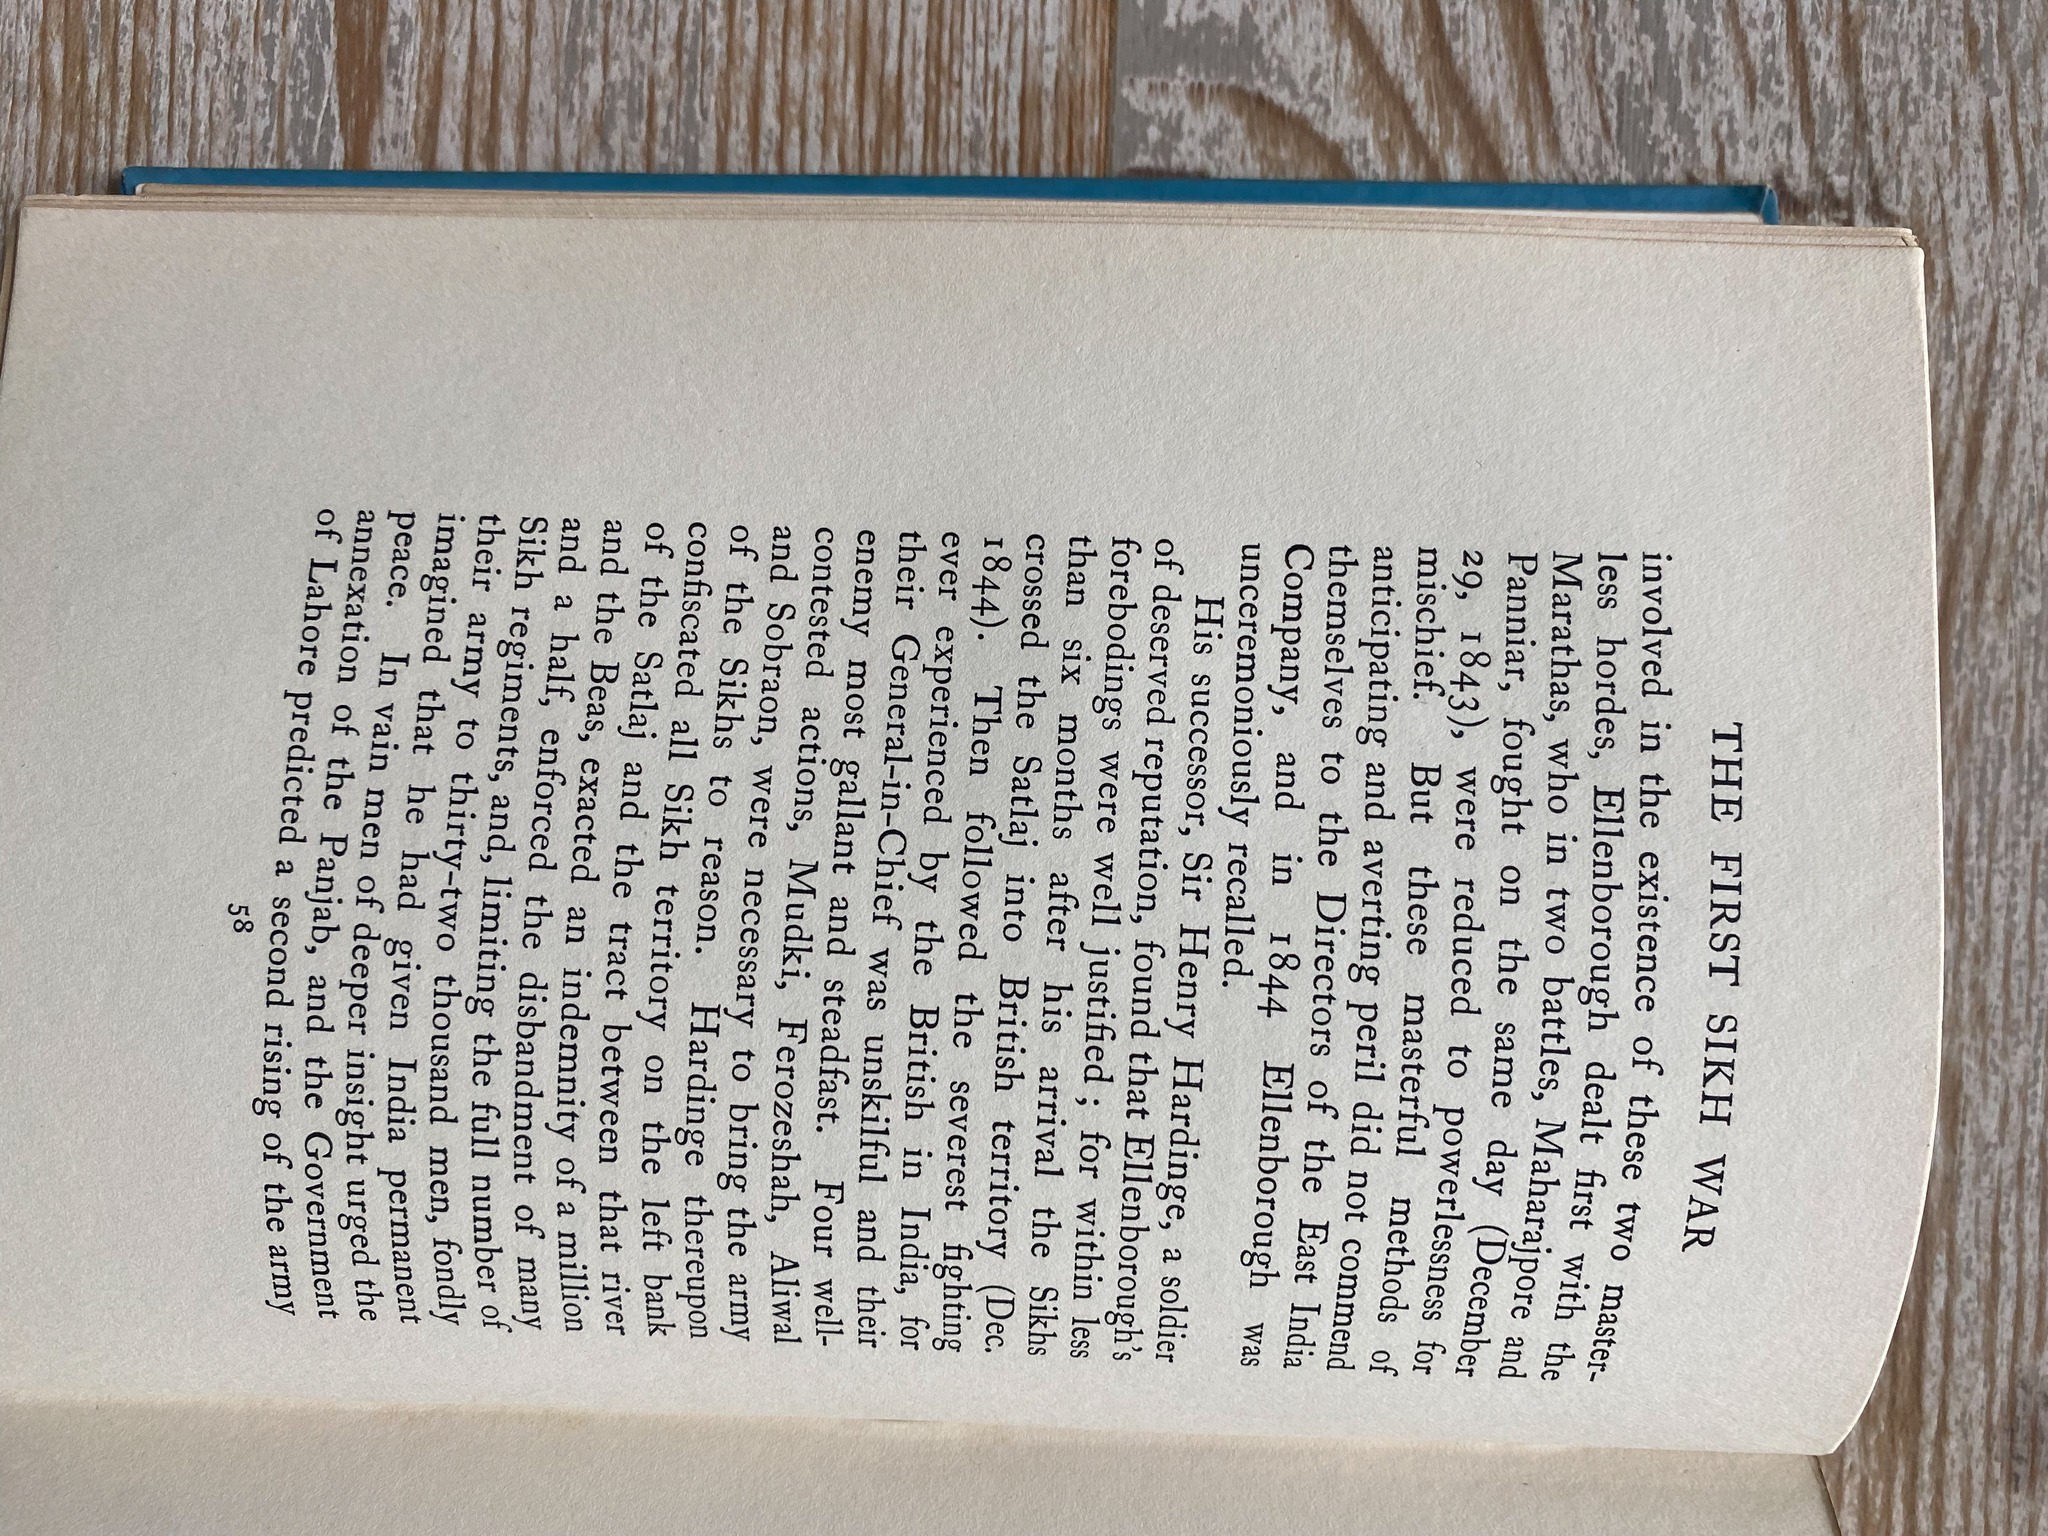 THE FIRST SIKH WAR
involved in the existence of these two master-
less hordes, Ellenborough dealt first with the
Marathas, who in two battles, Maharajpore and
Panniar, fought on the same day (December
29, 1843), were reduced to powerlessness for
mischief. But these masterful methods of
anticipating and averting peril did not commend
themselves to the Directors of the East India
Company, and in 1844 Ellenborough was
unceremoniously recalled.
His successor, Sir Henry Hardinge, a soldier
of deserved reputation, found that Ellenborough's
forebodings were well justified ; for within less
than six months after his arrival the Sikhs
crossed the Satlaj into British territory (Dec.
1844). Then followed the severest fighting
ever experienced by the British in India, for
their General-in-Chief was unskilful and their
enemy most gallant and steadfast. Four well-
contested actions, Mudki, Ferozeshah, Aliwal
and Sobraon, were necessary to bring the army
of the Sikhs to reason. Hardinge thereupon
confiscated all Sikh territory on the left bank
of the Satlaj and the tract between that river
and the Beas, exacted an indemnity of a million
and a half, enforced the disbandment of many
Sikh regiments, and, limiting the full number of
their army to thirty-two thousand men, fondly
imagined that he had given India permanent
peace. In vain men of deeper insight urged the
annexation of the Panjab, and the Government
of Lahore predicted a second rising of the army
58